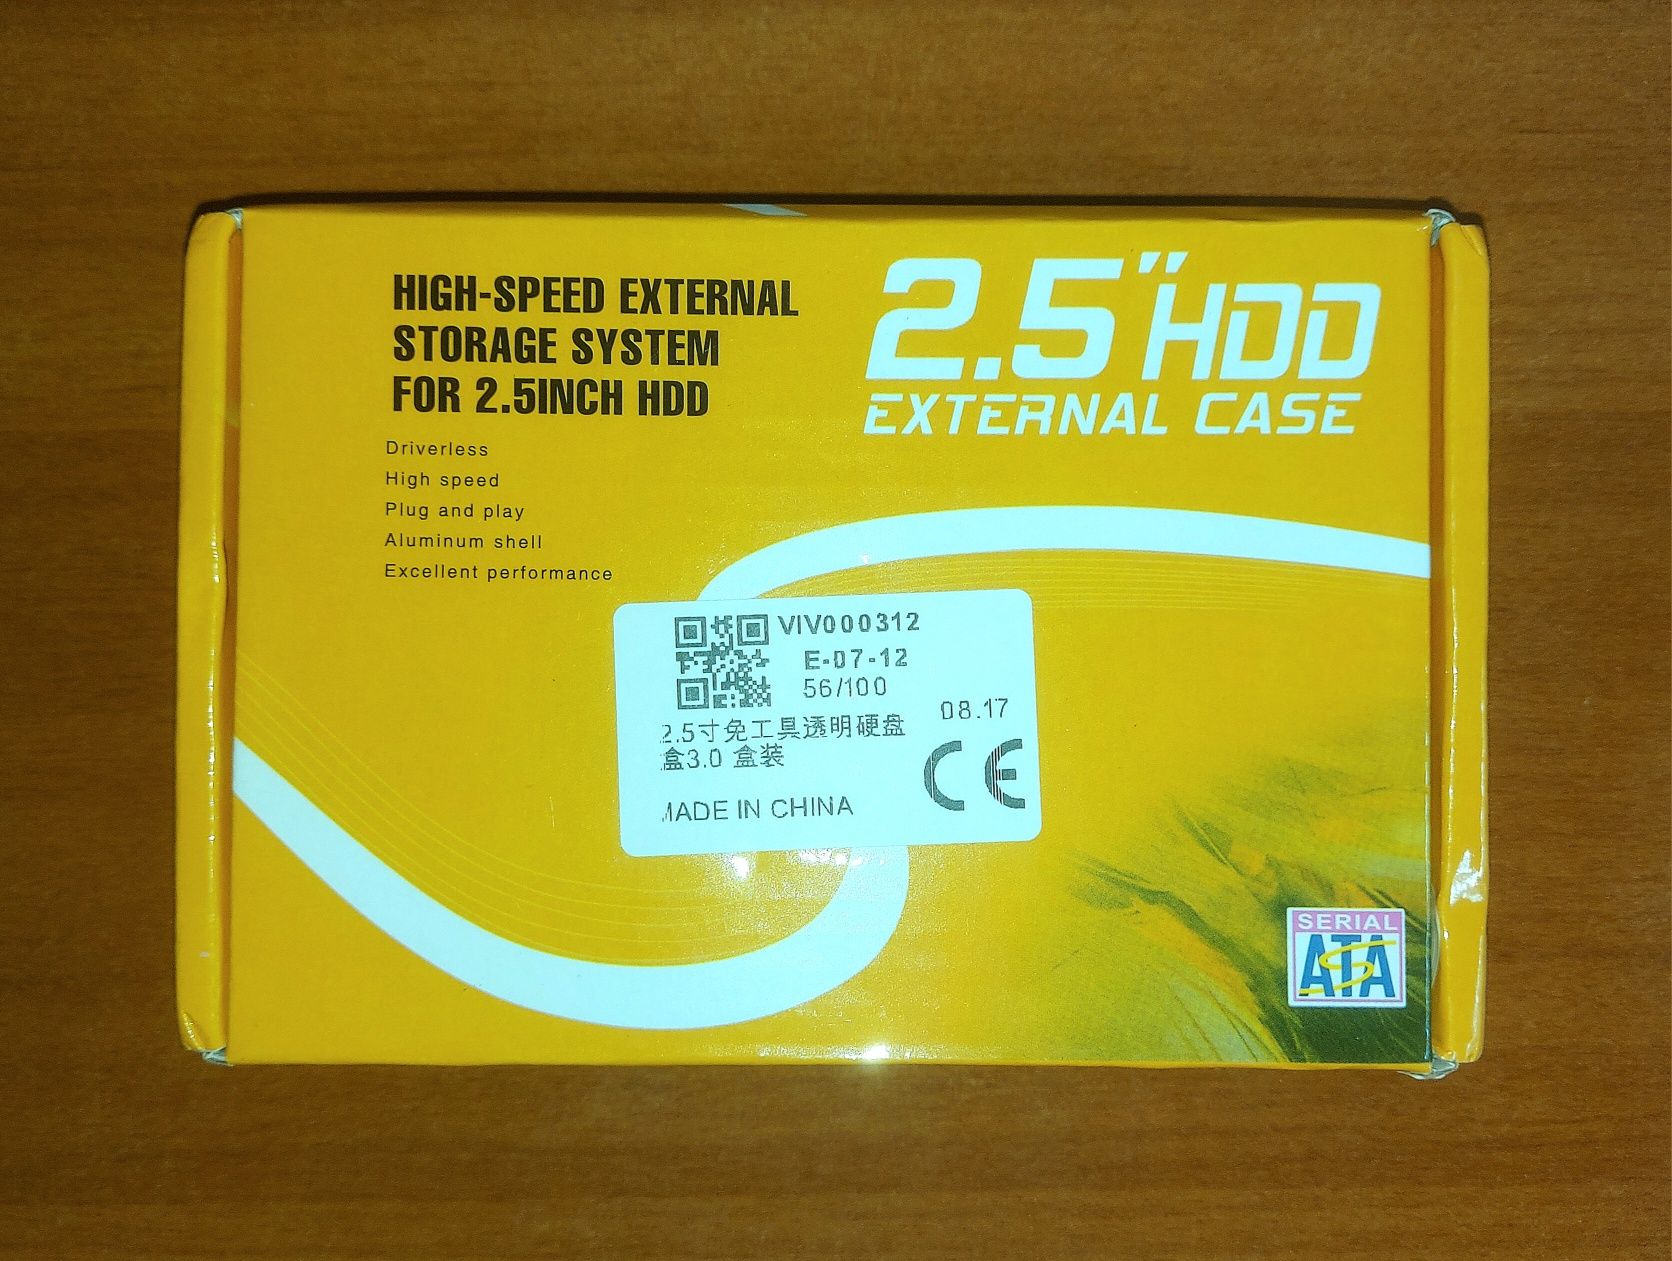 HIGH-SPEED EXTERNAL
STORAGE SYSTEM
FOR 2.5INCH HDD
Driverless
High speed
Plug and play
Aluminum shell
Excellent performance
2.5" HDD
EXTERNAL CASE
VIV000312
E-07-12
56/100
08.17
2.5寸免工具透明硬盘
盒3.0 盒装
CE
MADE IN CHINA
SERIAL
ATA